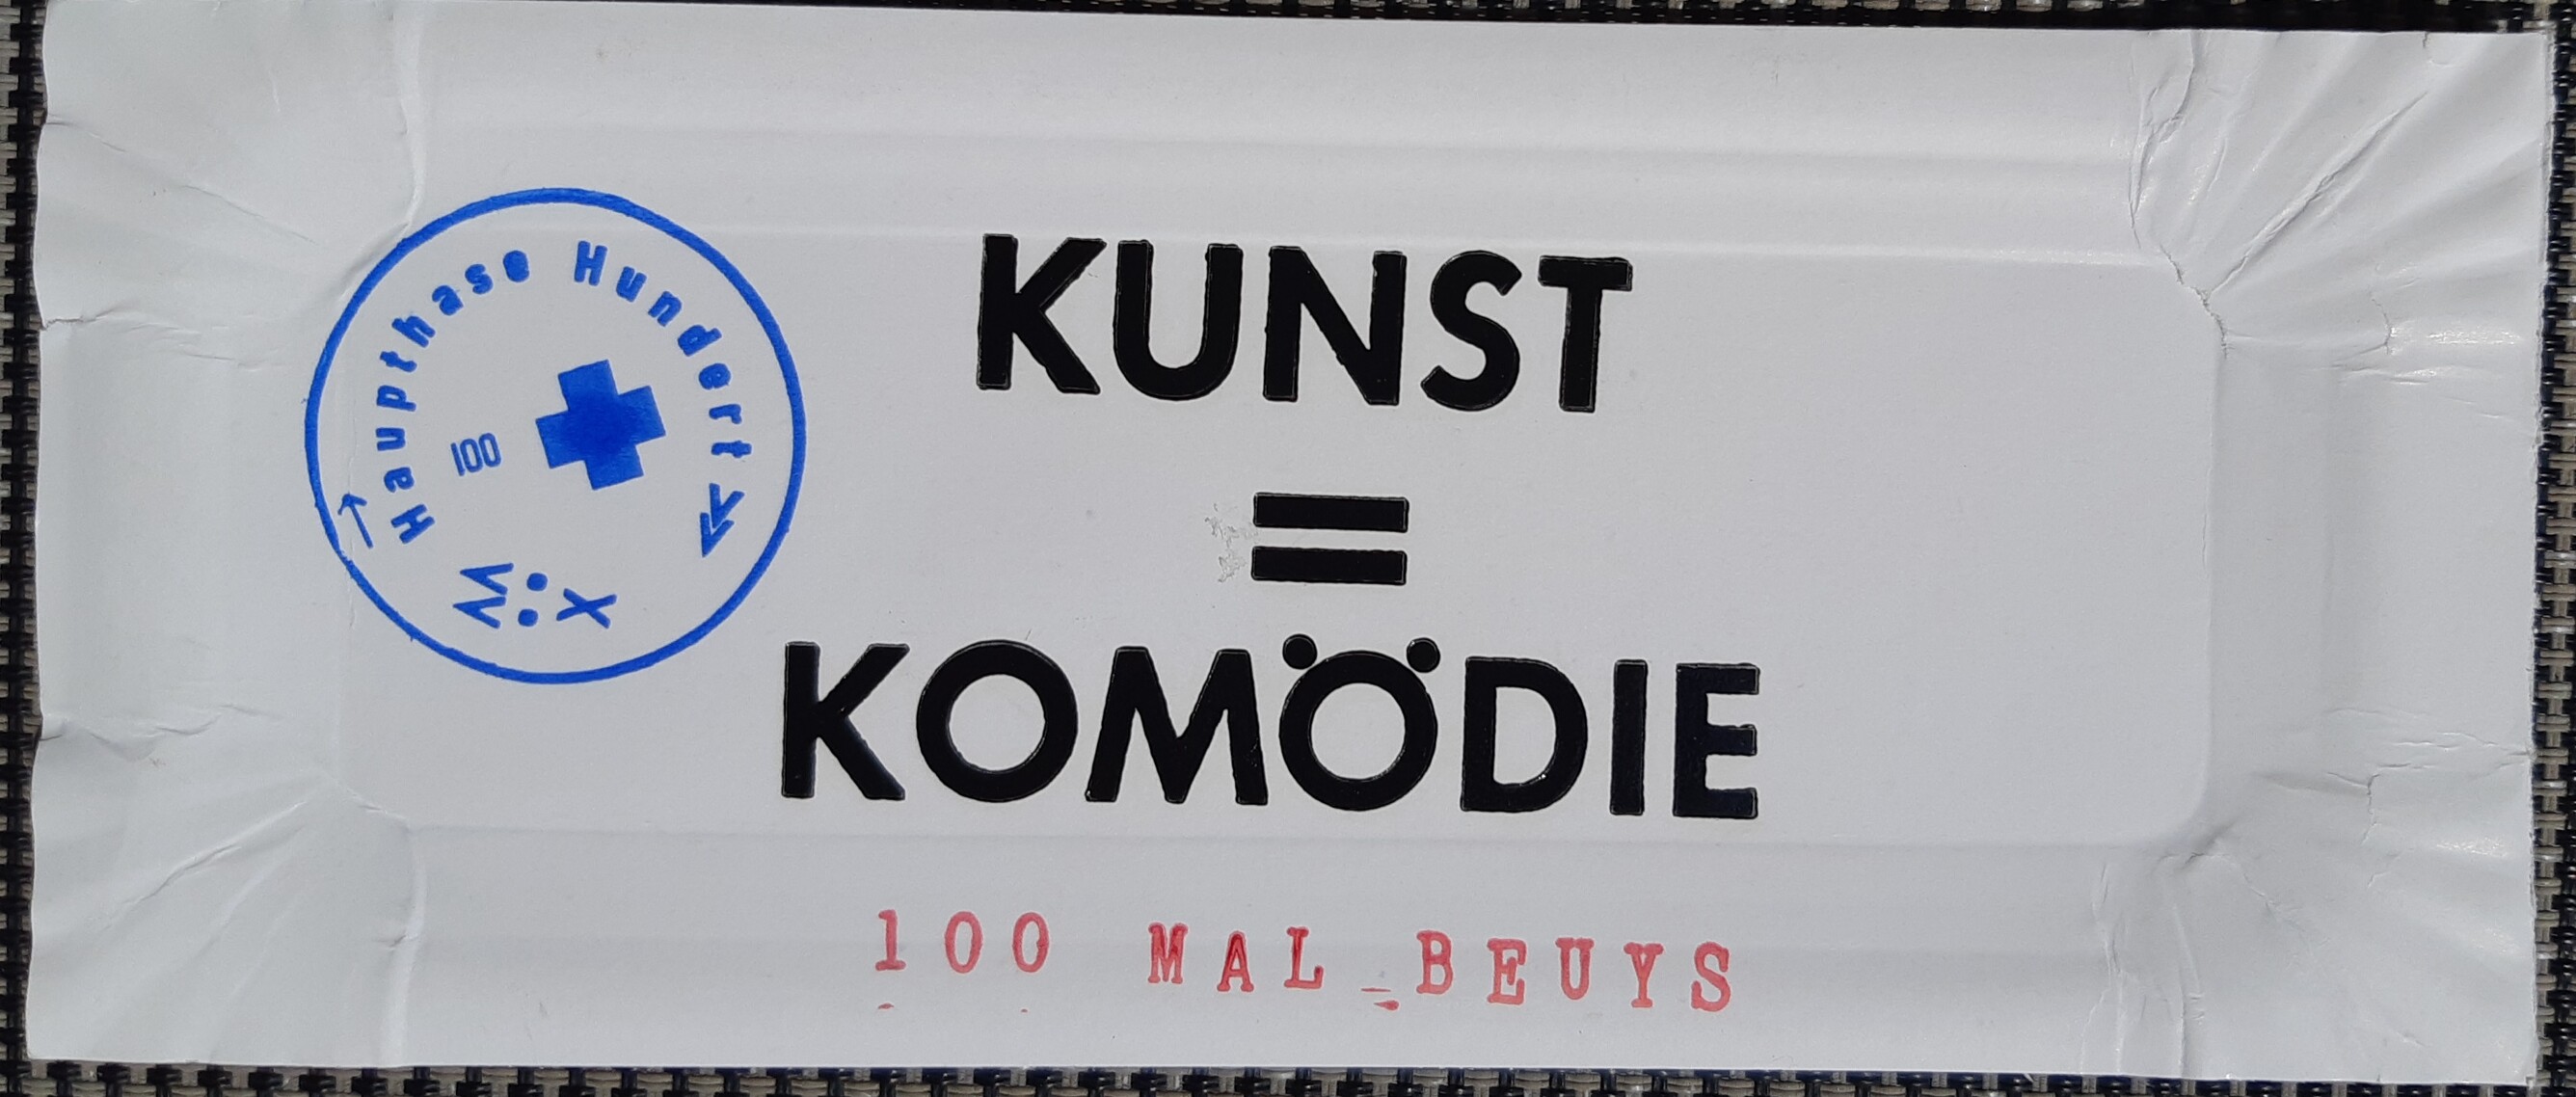 Haupthase Hundert
100
KUNST
=
KOMÖDIE
100 MAL BEUYS